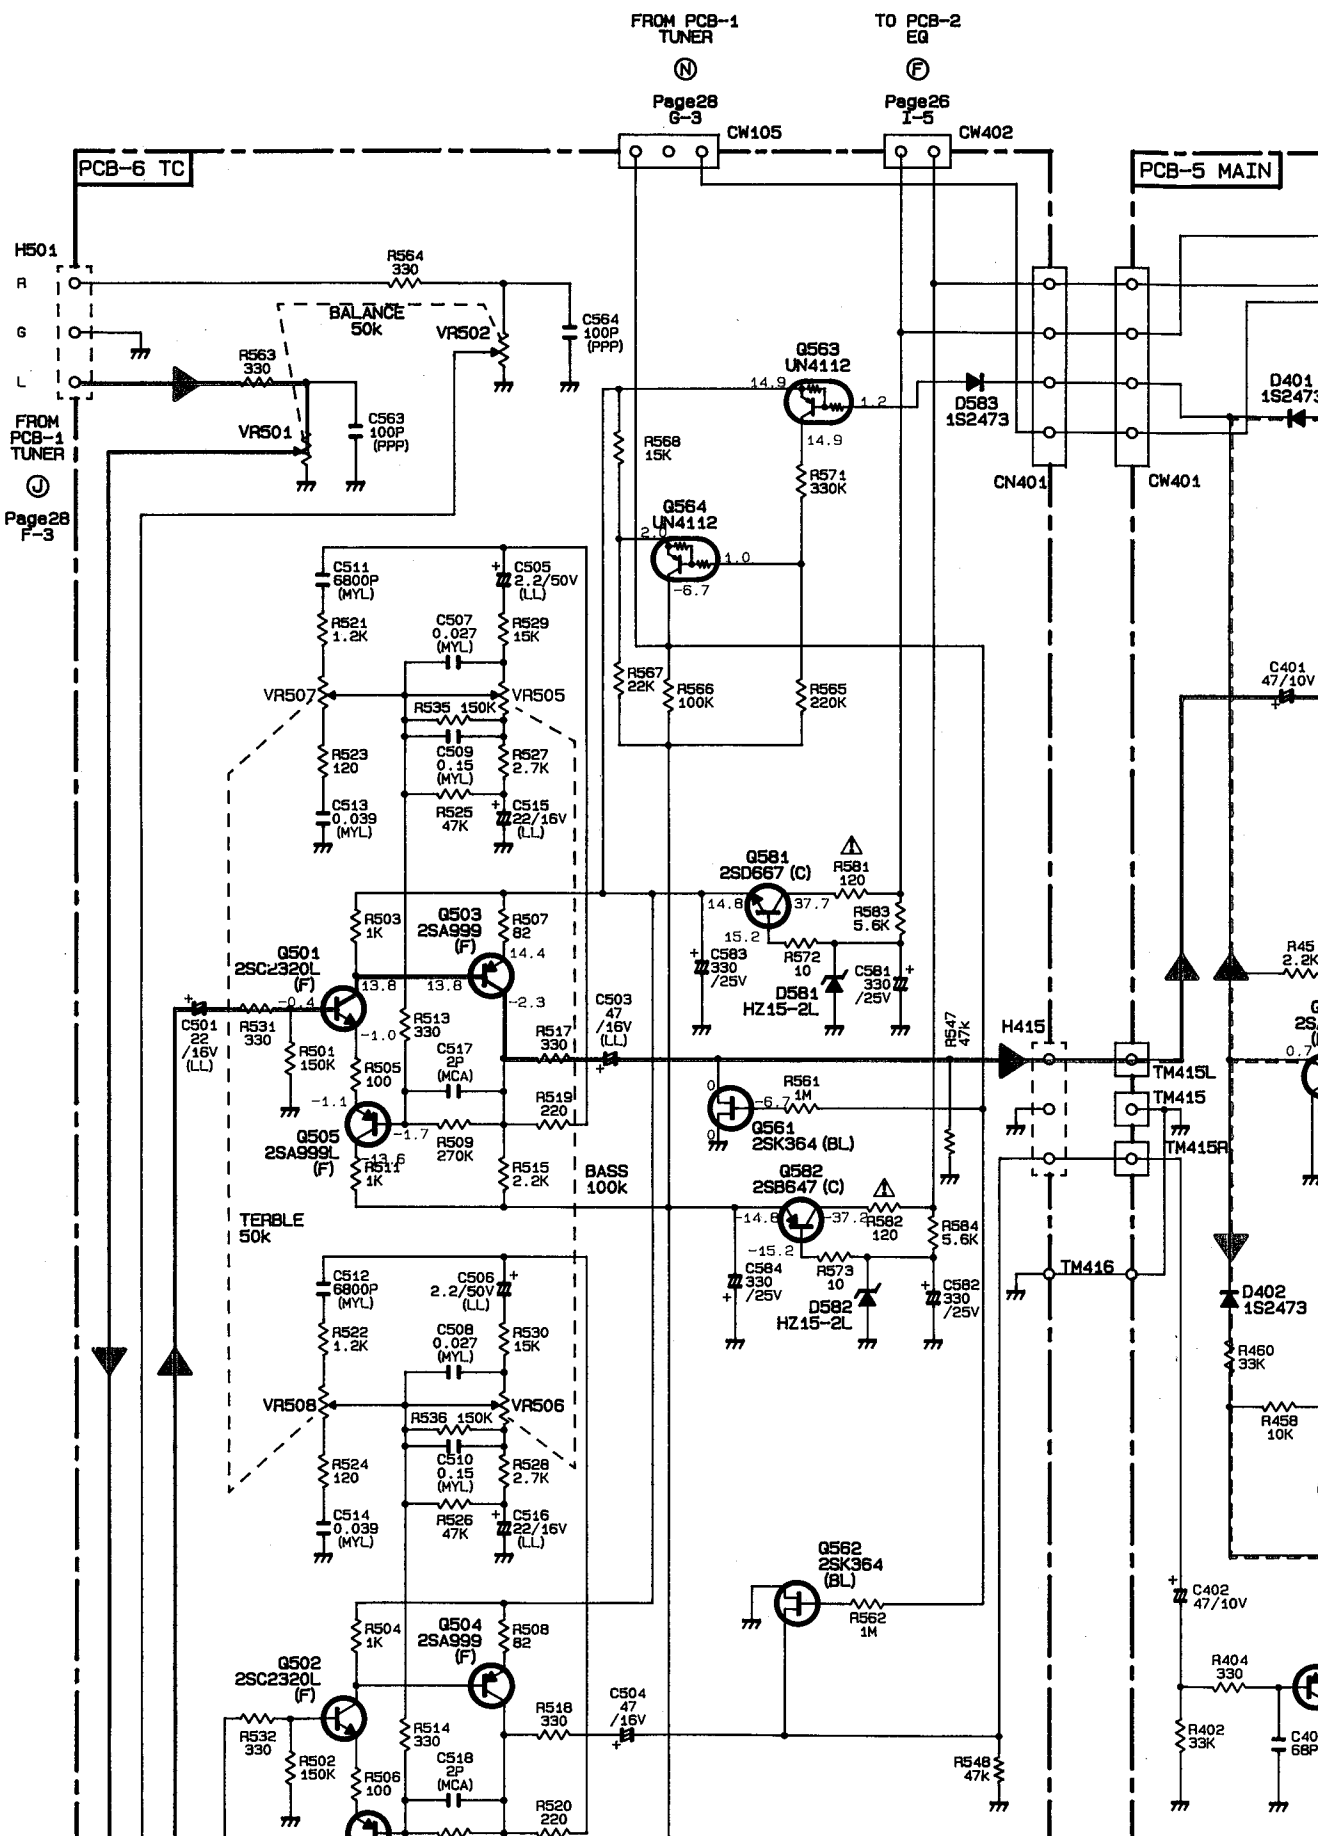 FROM PCB-1
TUNER
N
Page28
G-3
CW105
TO PCB-2
EQ
F
Page26
I-5
CW402
PCB-6 TC
PCB-5 MAIN
H501
R
G
L
FROM
PCB-1
TUNER
J
Page28
F-3
R564
330
BALANCE
50k
VR502
C564
100P
(PPP)
R563
330
VR501
C563
100P
(PPP)
Q563
UN4112
14.9
1.2
14.9
D583
1S2473
CN401
CW401
D401
1S2473
R568
15K
R571
330K
Q564
UN4112
2.0
1.0
-6.7
C511
6800P
(MYL)
C505
2.2/50V
(LL)
+
R521
1.2K
C507
0.027
(MYL)
R529
15K
VR507
VR505
R535 150K
R567
22K
R566
100K
R565
220K
C401
47/10V
+
R523
120
C509
0.15
(MYL)
R527
2.7K
C513
0.039
(MYL)
R525
47K
+
C515
22/16V
(LL)
Q581
2SD667 (C)
R581
120
14.8
37.7
15.2
R583
5.6K
R572
10
C583
330
/25V
+
D581
HZ15-2L
C581
330
/25V
+
R503
1K
Q503
2SA999
(F)
R507
82
14.4
Q501
2SC2320L
(F)
13.8
13.8
-2.3
-0.4
-1.0
+
C501
22
/16V
(LL)
R531
330
R501
150K
R505
100
R513
330
C517
2P
(MCA)
R517
330
C503
47
/16V
(LL)
+
R519
220
-1.1
-1.7
Q505
2SA999L
(F)
-13.6
R511
1K
R509
270K
R515
2.2K
BASS
100k
R547
47k
H415
TM415L
TM415
TM415R
TM416
0
-6.7
0
R561
1M
Q561
2SK364 (BL)
Q582
2SB647 (C)
-14.8
-37.2
R582
120
-15.2
R584
5.6K
R573
10
C584
330
/25V
+
D582
HZ15-2L
+
C582
330
/25V
R45
2.2K
0.7
D402
1S2473
R460
33K
R458
10K
TERBLE
50k
C512
6800P
(MYL)
C506
2.2/50V
(LL)
+
R522
1.2K
C508
0.027
(MYL)
R530
15K
VR508
VR506
R536 150K
R524
120
C510
0.15
(MYL)
R528
2.7K
C514
0.039
(MYL)
R526
47K
+
C516
22/16V
(LL)
Q562
2SK364
(BL)
R562
1M
+
C402
47/10V
R504
1K
Q504
2SA999
(F)
R508
82
Q502
2SC2320L
(F)
R532
330
R502
150K
R506
100
R514
330
C518
2P
(MCA)
R518
330
C504
47
/16V
+
R520
220
R548
47K
R404
330
R402
33K
C40
68P